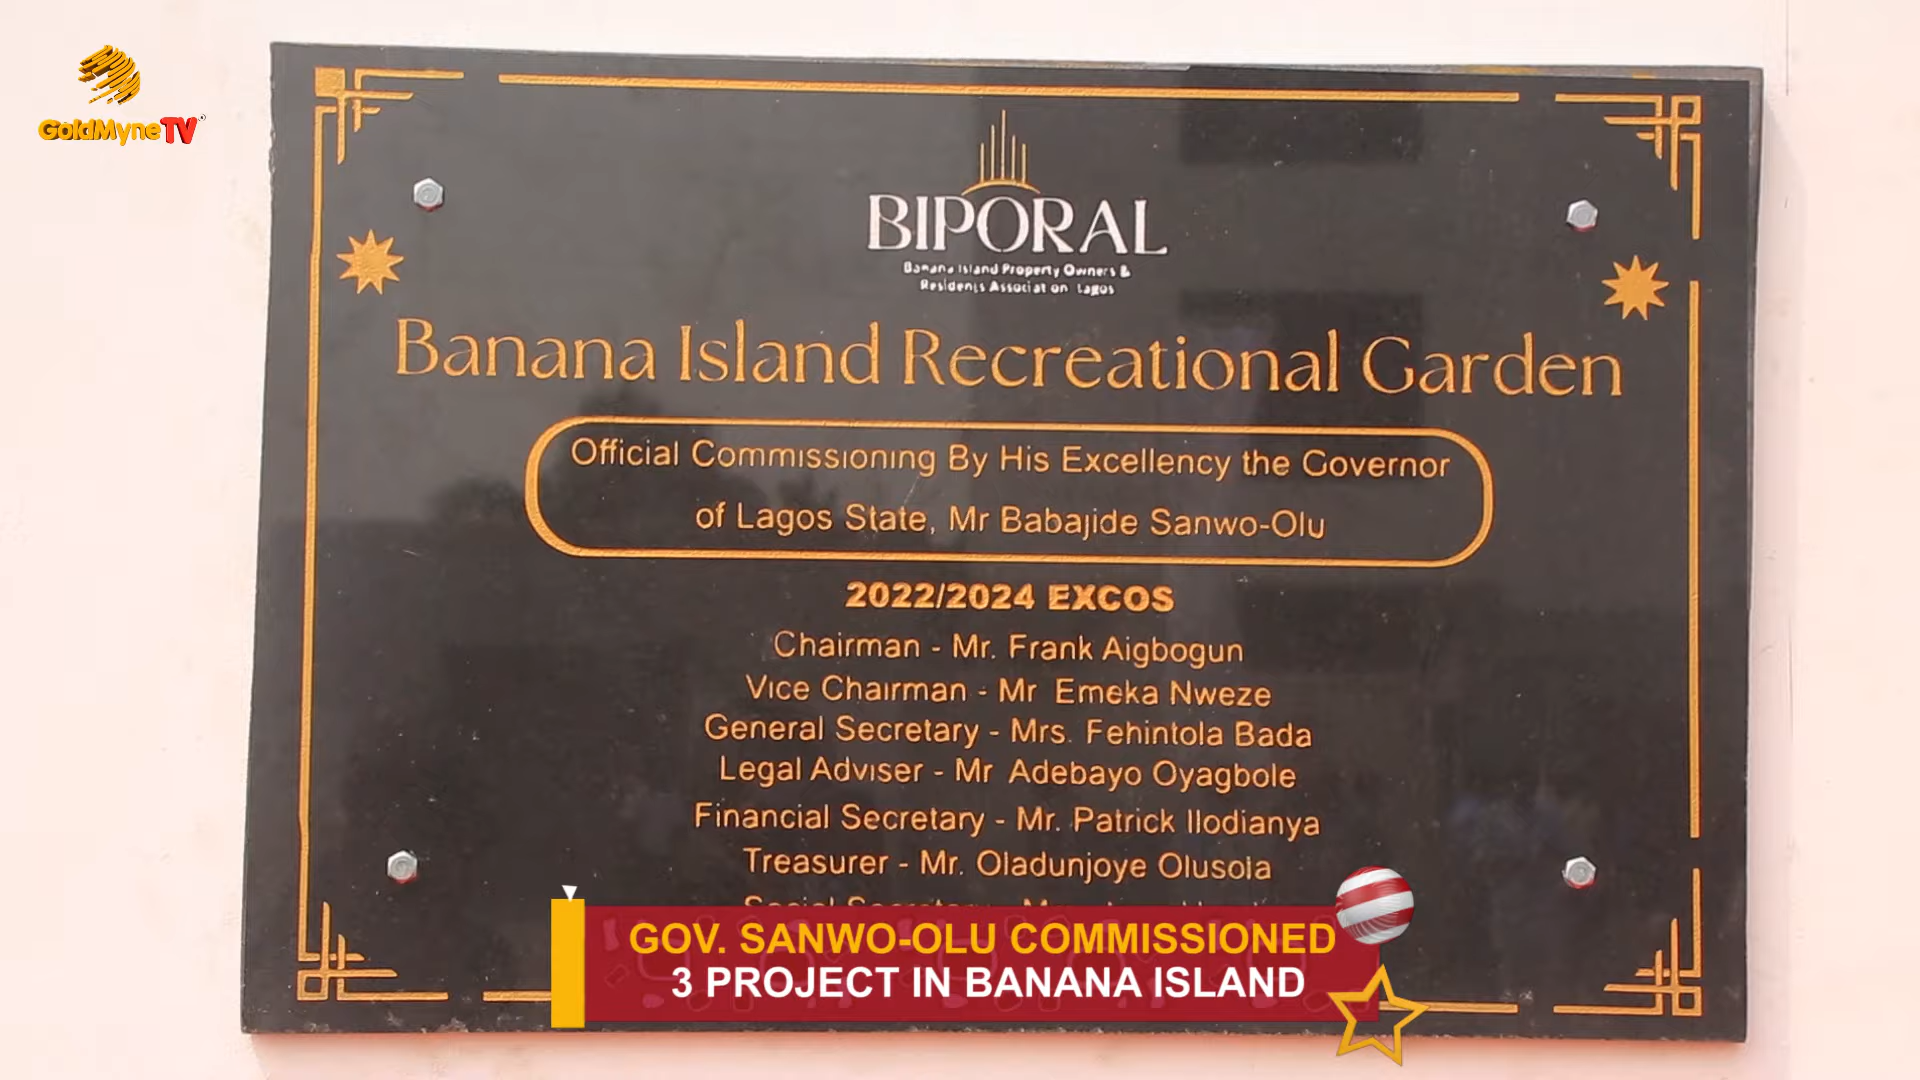 GoldMyneTV
BIPORAL
Banana Island Property Owners &
Residents Association Lagos
Banana Island Recreational Garden
Official Commissioning By His Excellency the Governor
of Lagos State, Mr Babajide Sanwo-Olu
2022/2024 EXCOS
Chairman - Mr. Frank Aigbogun
Vice Chairman - Mr Emeka Nweze
General Secretary - Mrs. Fehintola Bada
Legal Adviser - Mr Adebayo Oyagbole
Financial Secretary - Mr. Patrick Ilodianya
Treasurer - Mr. Oladunjoye Olusola
Social Secretary -
GOV. SANWO-OLU COMMISSIONED
3 PROJECT IN BANANA ISLAND